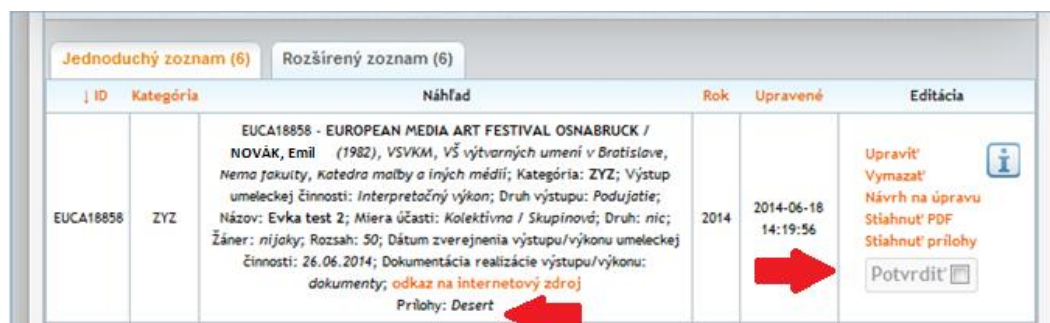 Jednoduchý zoznam (6) Rozšírený zoznam (6)
↓ ID Kategória Náhľad Rok Upravené Editácia
EUCA18858 - EUROPEAN MEDIA ART FESTIVAL OSNABRUCK /
NOVÁK, Emil (1982), VSVKM, VŠ výtvarných umení v Bratislave,
Nema fakulty, Katedra maľby a iných médií; Kategória: ZYZ; Výstup
umeleckej činnosti: Interpretačný výkon; Druh výstupu: Podujatie;
EUCA18858 ZYZ Názov: Evka test 2; Miera účasti: Kolektívna / Skupinová; Druh: nic; 2014 2014-06-18 14:19:56
Žáner: nijaky; Rozsah: 50; Dátum zverejnenia výstupu/výkonu umeleckej
činnosti: 26.06.2014; Dokumentácia realizácie výstupu/výkonu:
dokumenty; odkaz na internetový zdroj
Prílohy: Desert
Upraviť i
Vymazať
Návrh na úpravu
Stiahnuť PDF
Stiahnuť prílohy
Potvrdiť